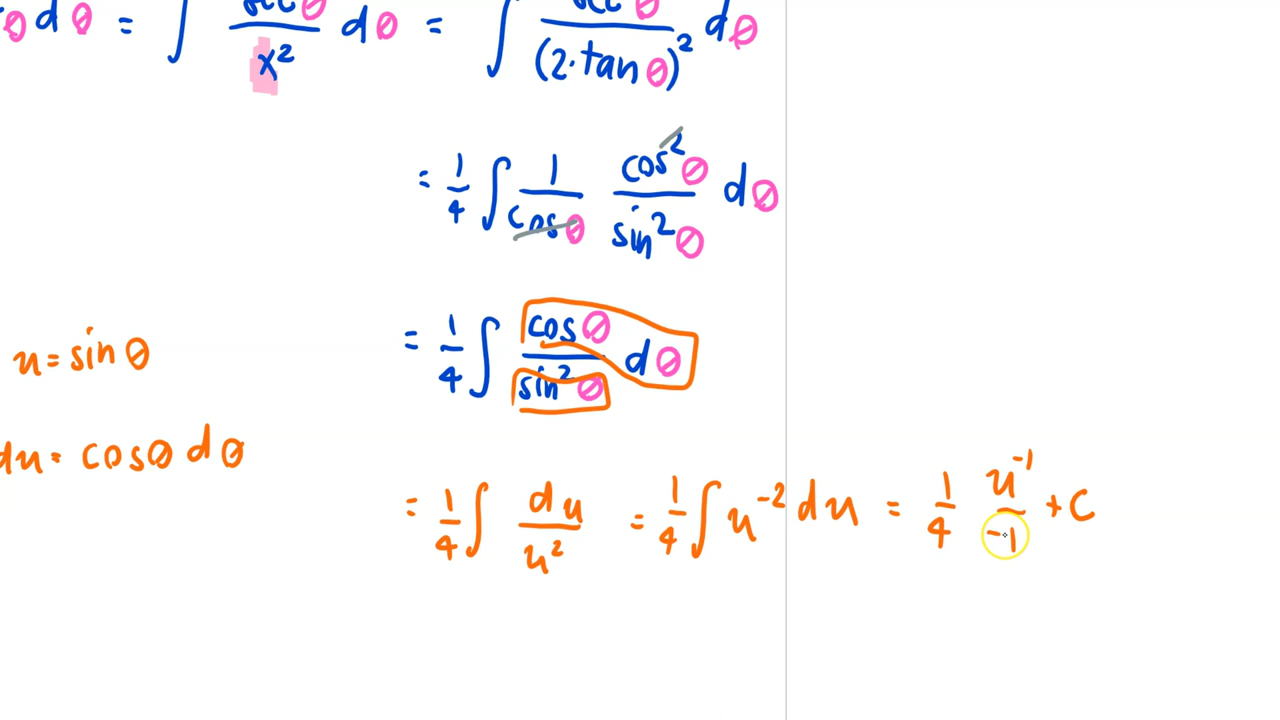 θ dθ = ∫ sec θ / x² dθ = ∫ sec θ / (2·tan θ)² dθ
= 1/4 ∫ 1/cos θ cos² θ/sin² θ dθ
u = sin θ = 1/4 ∫ cos θ/sin² θ dθ
du = cos θ dθ
= 1/4 ∫ du/u² = 1/4 ∫ u⁻² du = 1/4 u⁻¹/-1 + C